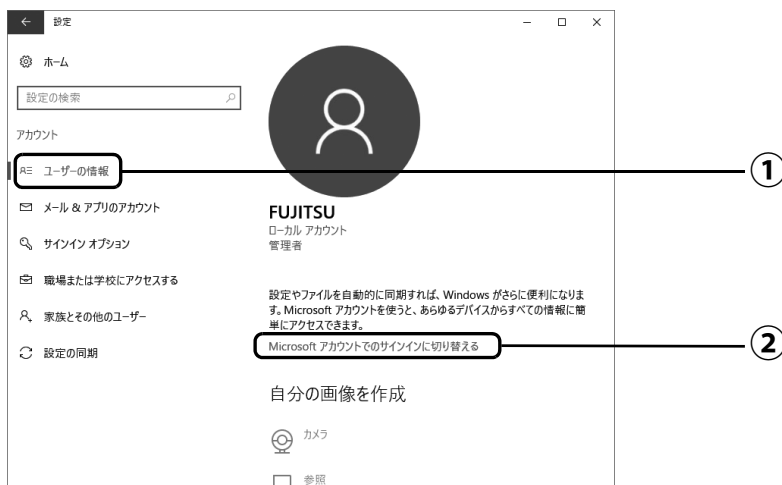 設定
ホーム
設定の検索
アカウント
ユーザーの情報
メール & アプリのアカウント
サインイン オプション
職場または学校にアクセスする
家族とその他のユーザー
設定の同期
FUJITSU
ローカル アカウント
管理者
設定やファイルを自動的に同期すれば、Windows がさらに便利になりま
す。Microsoft アカウントを使うと、あらゆるデバイスからすべての情報に簡
単にアクセスできます。
Microsoft アカウントでのサインインに切り替える
自分の画像を作成
カメラ
参照
①
②